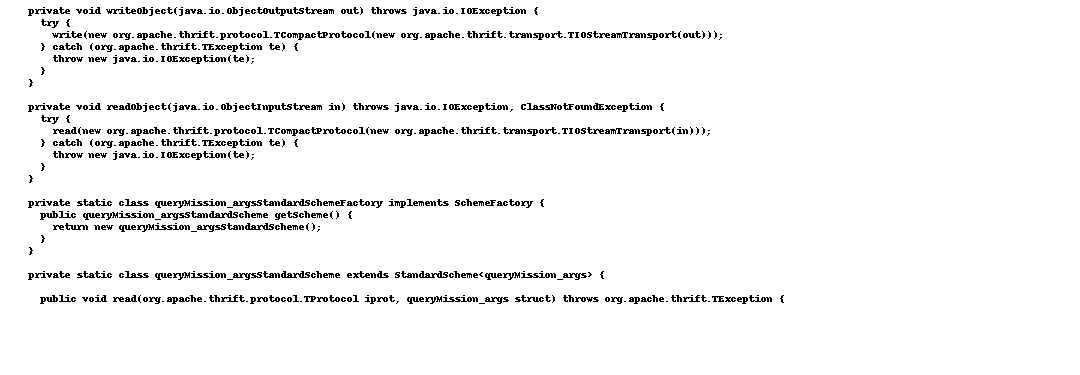 private void writeObject(java.io.ObjectOutputStream out) throws java.io.IOException {
try {
write(new org.apache.thrift.protocol.TCompactProtocol(new org.apache.thrift.transport.TIOStreamTransport(out)));
} catch (org.apache.thrift.TException te) {
throw new java.io.IOException(te);
}
}
private void readObject(java.io.ObjectInputStream in) throws java.io.IOException, ClassNotFoundException {
try {
read(new org.apache.thrift.protocol.TCompactProtocol(new org.apache.thrift.transport.TIOStreamTransport(in)));
} catch (org.apache.thrift.TException te) {
throw new java.io.IOException(te);
}
}
private static class queryMission_argsStandardSchemeFactory implements SchemeFactory {
public queryMission_argsStandardScheme getScheme() {
return new queryMission_argsStandardScheme();
}
}
private static class queryMission_argsStandardScheme extends StandardScheme<queryMission_args> {
public void read(org.apache.thrift.protocol.TProtocol iprot, queryMission_args struct) throws org.apache.thrift.TException {